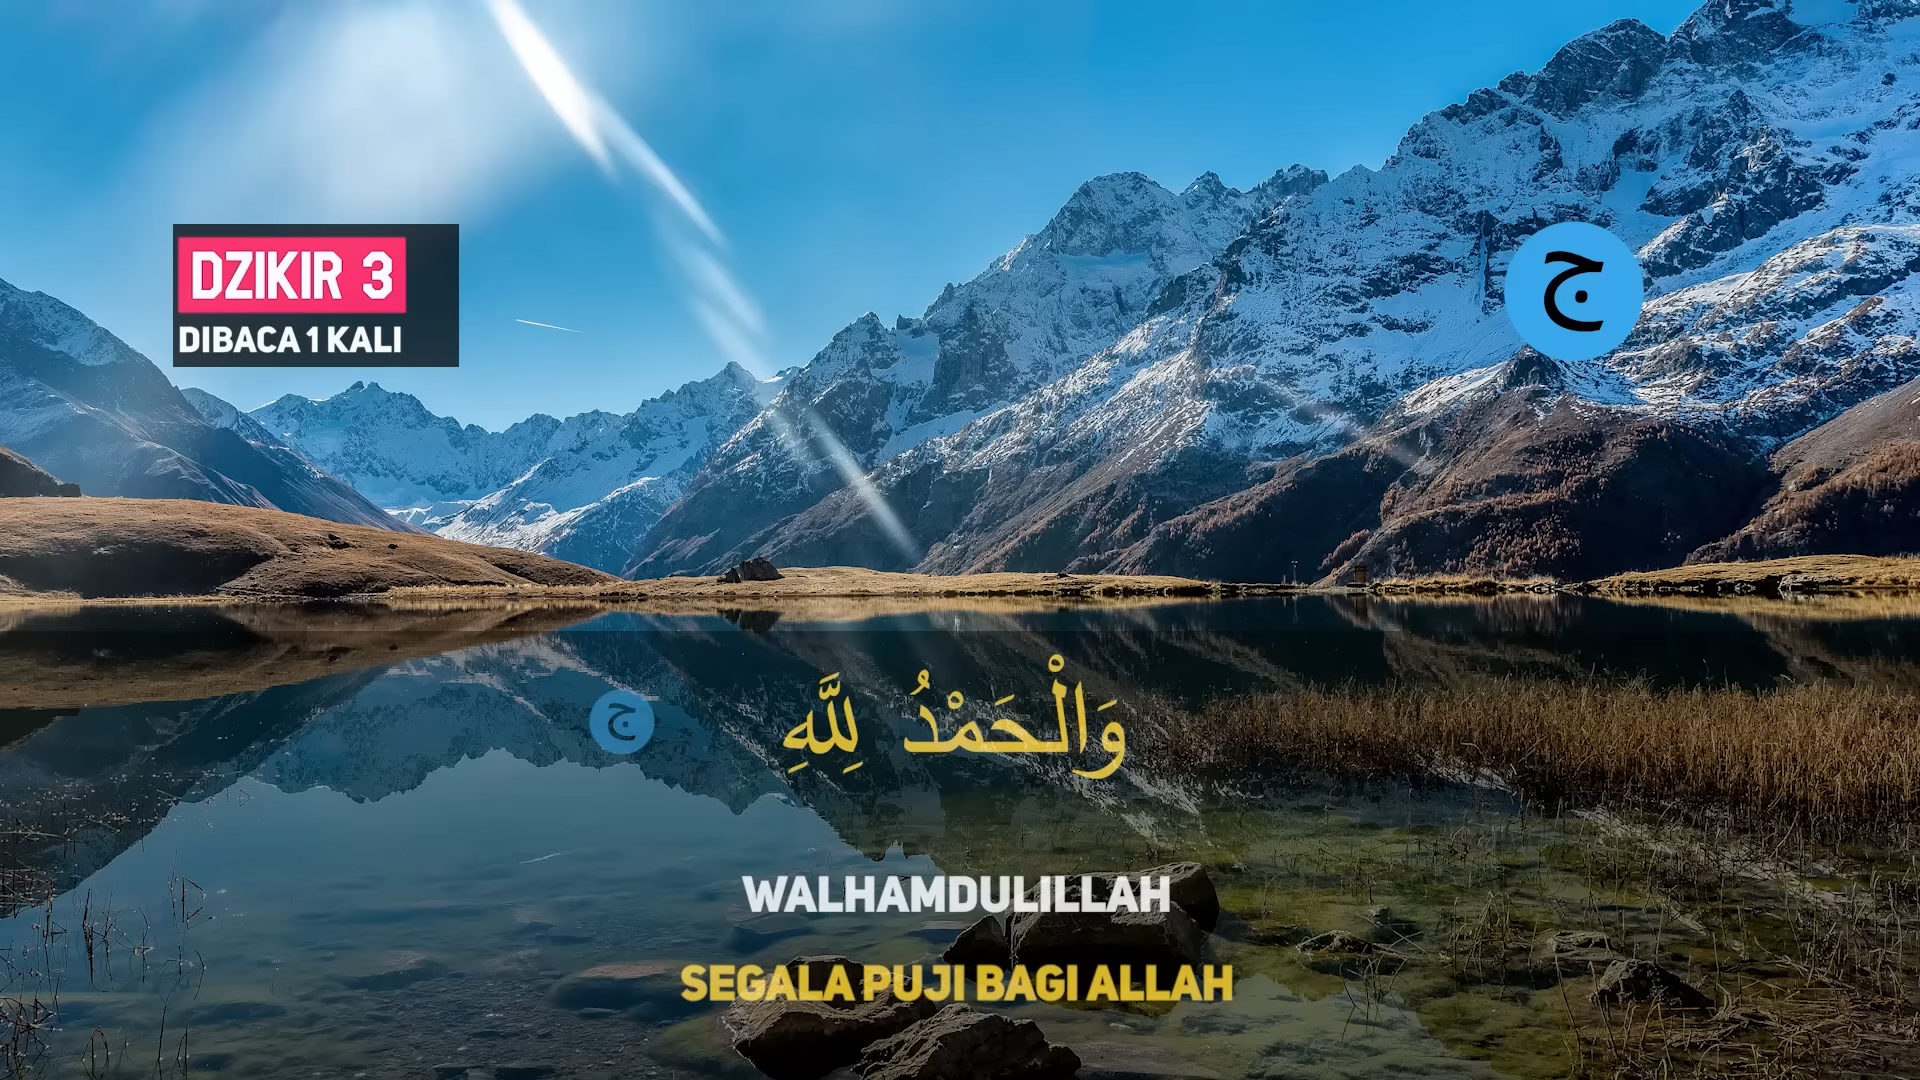 DZIKIR 3
DIBACA 1 KALI
ج
ج
وَالْحَمْدُ لِلَّهِ
WALHAMDULILLAH
SEGALA PUJI BAGI ALLAH